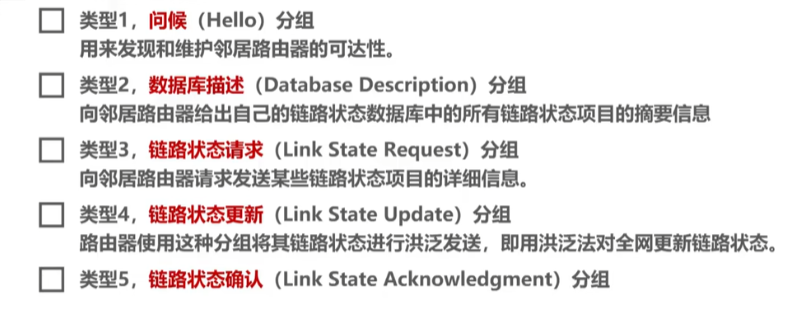 类型1，问候（Hello）分组
用来发现和维护邻居路由器的可达性。
类型2，数据库描述（Database Description）分组
向邻居路由器给出自己的链路状态数据库中的所有链路状态项目的摘要信息
类型3，链路状态请求（Link State Request）分组
向邻居路由器请求发送某些链路状态项目的详细信息。
类型4，链路状态更新（Link State Update）分组
路由器使用这种分组将其链路状态进行洪泛发送，即用洪泛法对全网更新链路状态。
类型5，链路状态确认（Link State Acknowledgment）分组